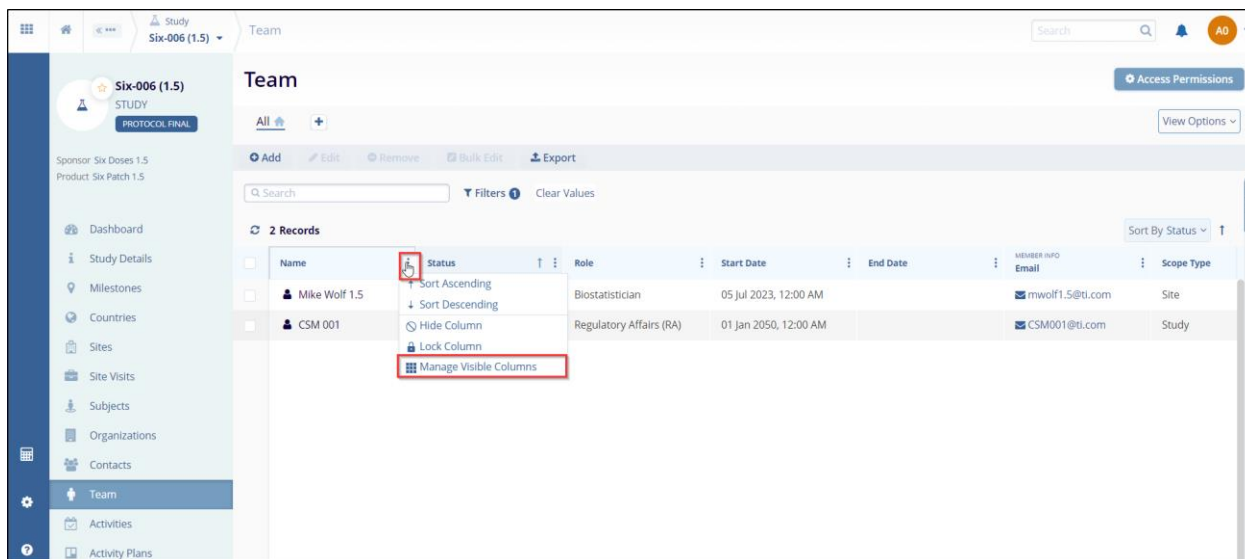 Study
Six-006 (1.5)
Team
Search
A0
Six-006 (1.5)
STUDY
PROTOCOL FINAL
Sponsor Six Doses 1.5
Product Six Patch 1.5
Dashboard
Study Details
Milestones
Countries
Sites
Site Visits
Subjects
Organizations
Contacts
Team
Activities
Activity Plans
Team
Access Permissions
All
View Options
Add Edit Remove Bulk Edit Export
Search Filters 1 Clear Values
2 Records
Sort By Status
Name Status Role Start Date End Date MEMBER INFO Email Scope Type
Mike Wolf 1.5 Biostatistician 05 Jul 2023, 12:00 AM mwolf1.5@ti.com Site
CSM 001 Regulatory Affairs (RA) 01 Jan 2050, 12:00 AM CSM001@ti.com Study
Sort Ascending
Sort Descending
Hide Column
Lock Column
Manage Visible Columns